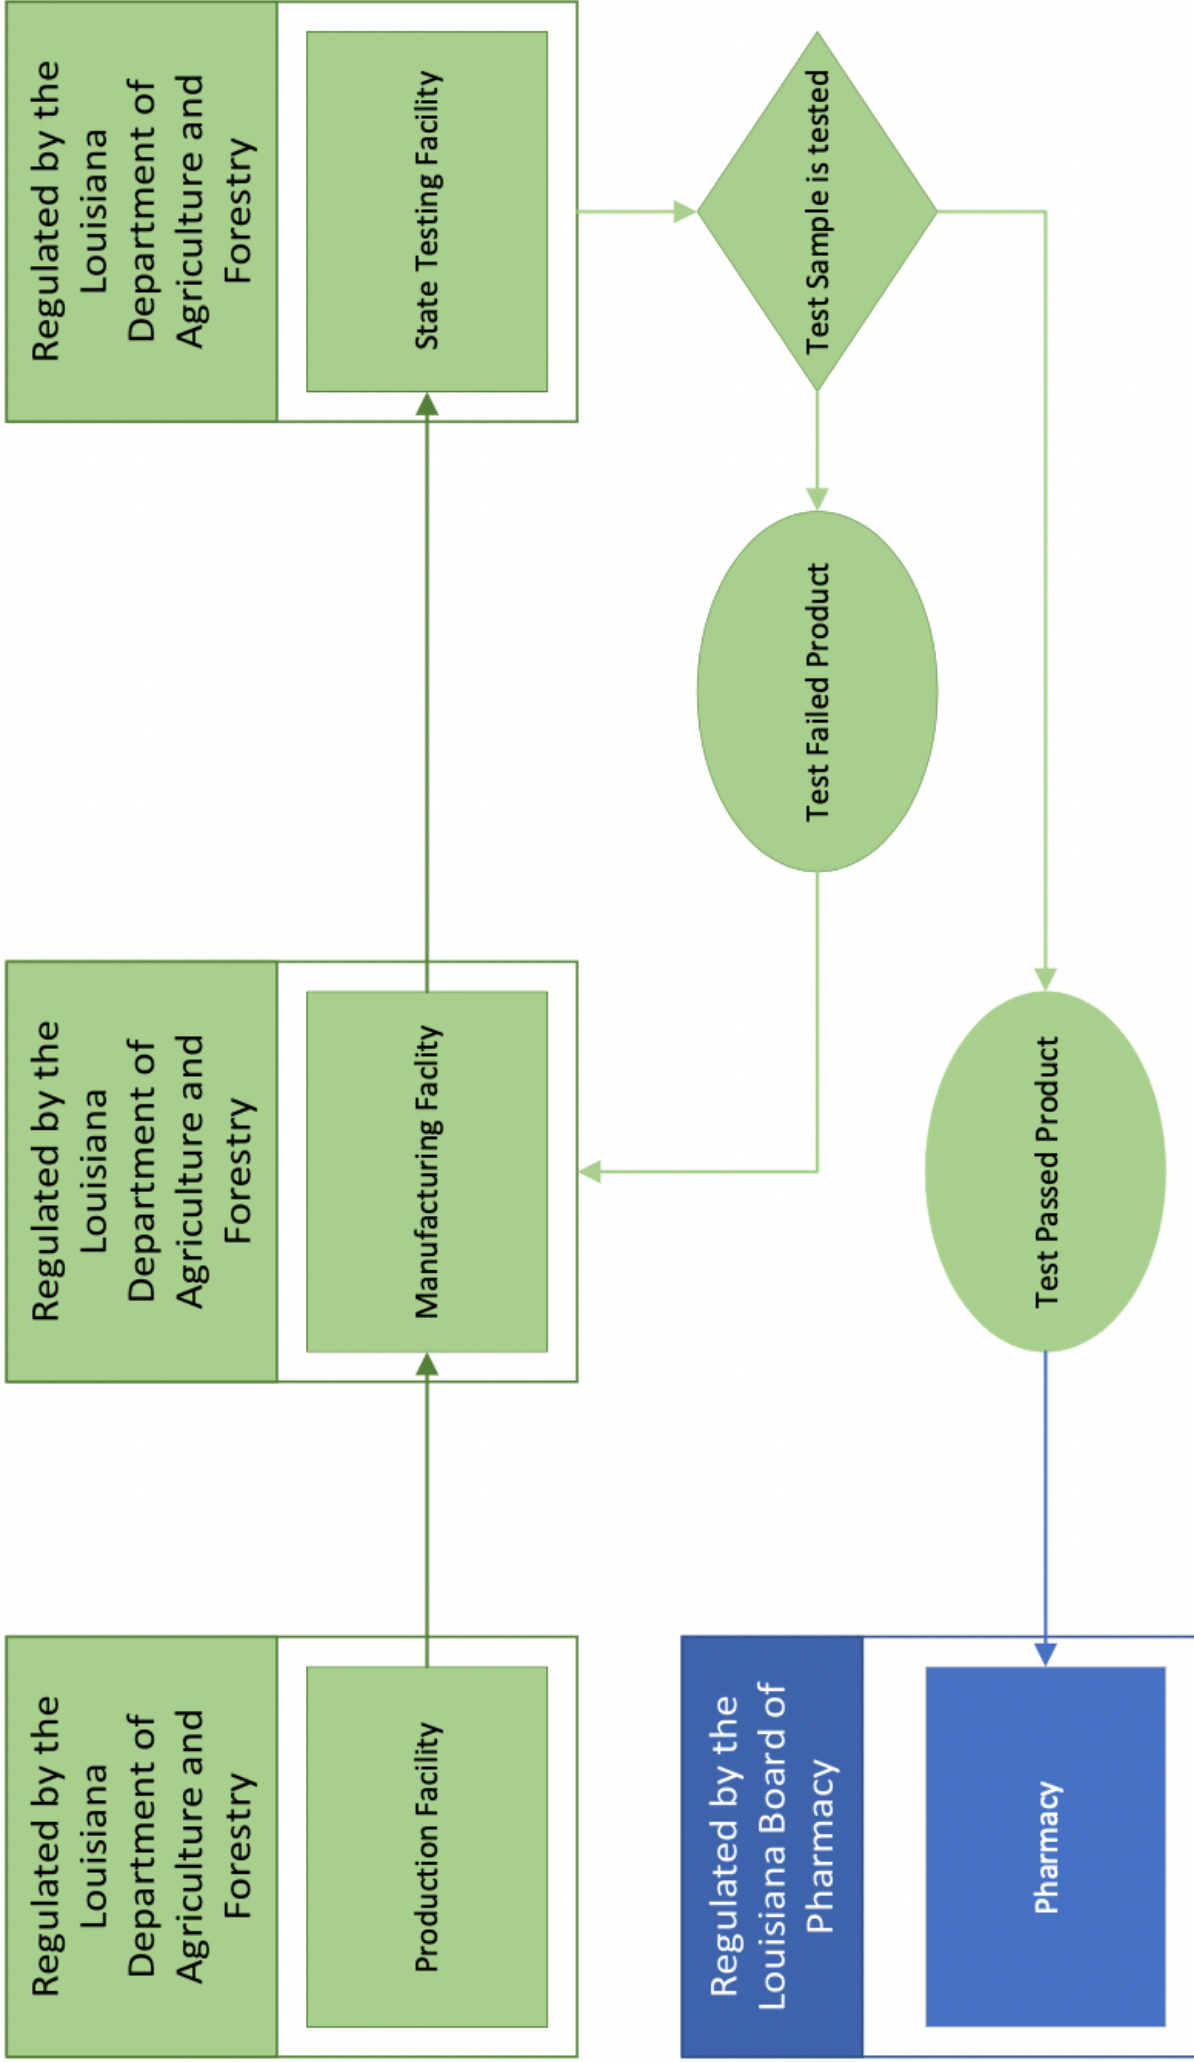 Regulated by the
Louisiana
Department of
Agriculture and
Forestry
Production Facility
Regulated by the
Louisiana
Department of
Agriculture and
Forestry
Manufacturing Faclity
Regulated by the
Louisiana
Department of
Agriculture and
Forestry
State Testing Facility
Test Sample is tested
Test Failed Product
Test Passed Product
Regulated by the
Louisiana Board of
Pharmacy
Pharmacy